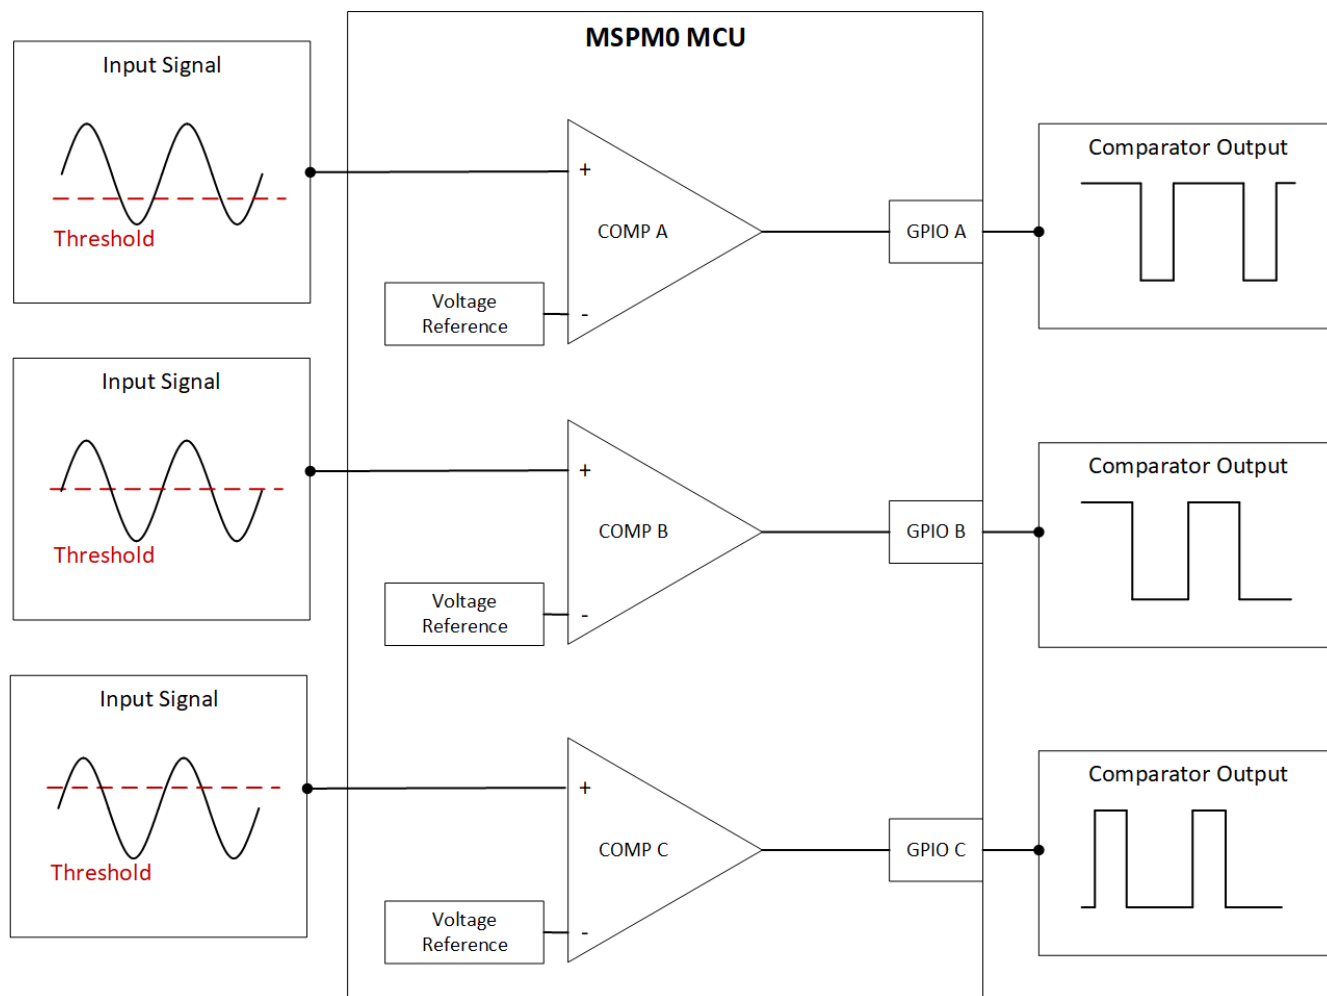 MSPM0 MCU
Input Signal
Threshold
+
COMP A
-
Voltage
Reference
GPIO A
Comparator Output
Input Signal
Threshold
+
COMP B
-
Voltage
Reference
GPIO B
Comparator Output
Input Signal
Threshold
+
COMP C
-
Voltage
Reference
GPIO C
Comparator Output